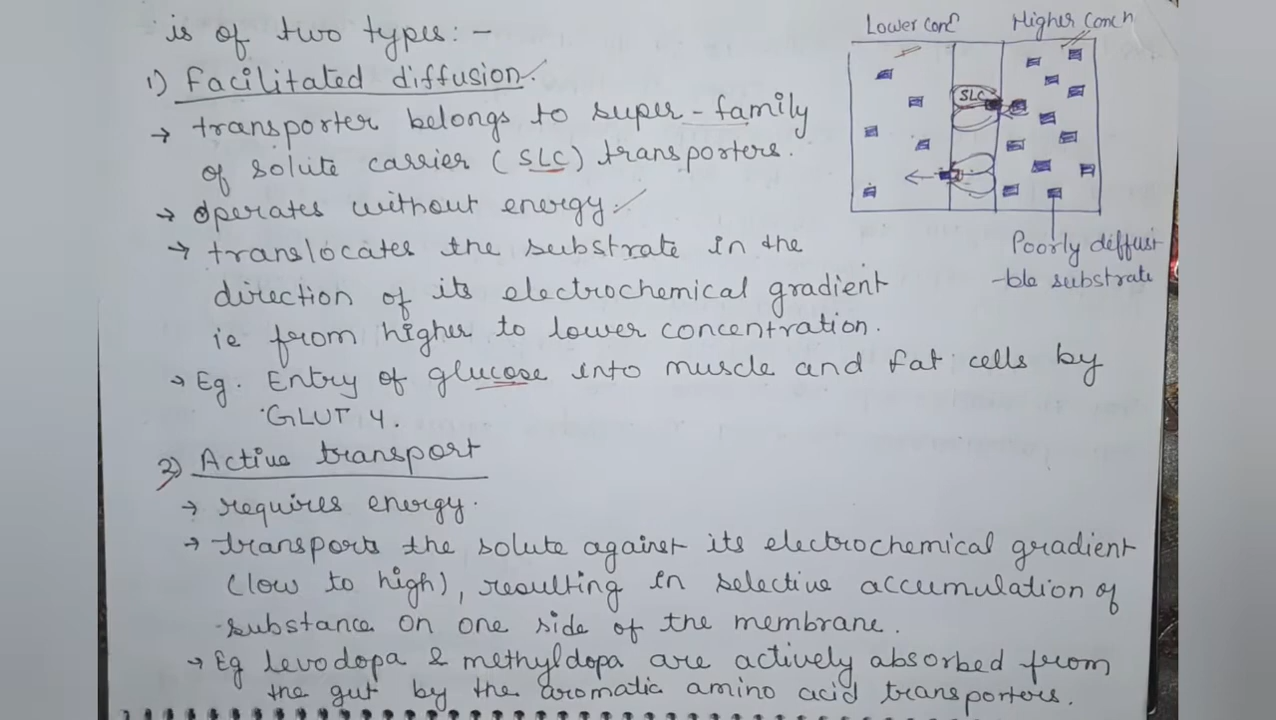 is of two types: -
1) Facilitated diffusion.
→ transporter belongs to super-family
of solute carrier (SLC) transporters.
→ operates without energy.
→ translocates the substrate in the
direction of its electrochemical gradient
ie from higher to lower concentration.
→ Eg. Entry of glucose into muscle and fat cells by
GLUT 4.
2) Active transport
→ requires energy.
→ transports the solute against its electrochemical gradient
(low to high), resulting in selective accumulation of
substance on one side of the membrane.
→ Eg levodopa & methyldopa are actively absorbed from
the gut by the aromatic amino acid transporters.
Lower conc
Higher conc n
SLC
Poorly diffusi
-ble substrate